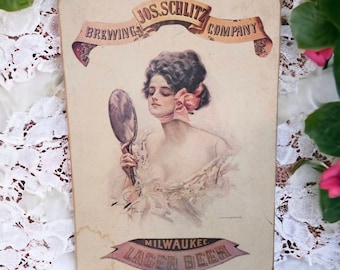 JOS. SCHLITZ
BREWING COMPANY
MILWAUKEE
LAGER BEER